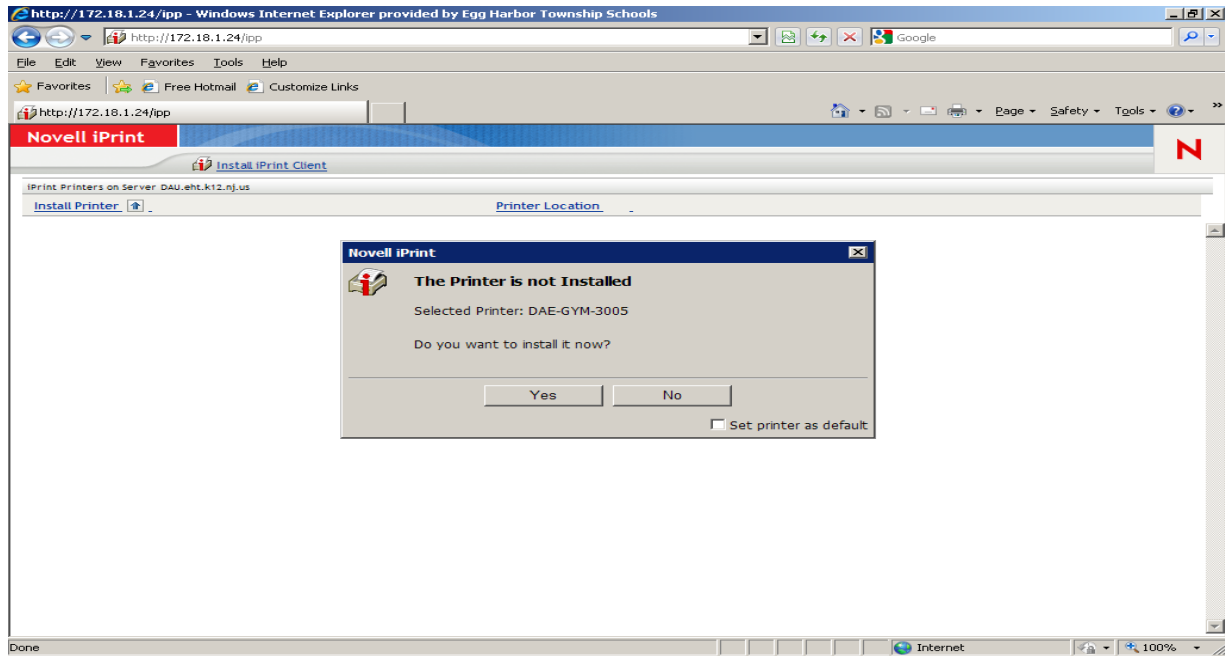 http://172.18.1.24/ipp - Windows Internet Explorer provided by Egg Harbor Township Schools
http://172.18.1.24/ipp
Google
File Edit View Favorites Tools Help
Favorites Free Hotmail Customize Links
http://172.18.1.24/ipp
Page Safety Tools
Novell iPrint
N
Install iPrint Client
iPrint Printers on Server DAU.eht.k12.nj.us
Install Printer Printer Location
Novell iPrint
The Printer is not Installed
Selected Printer: DAE-GYM-3005
Do you want to install it now?
Yes No
Set printer as default
Done Internet 100%